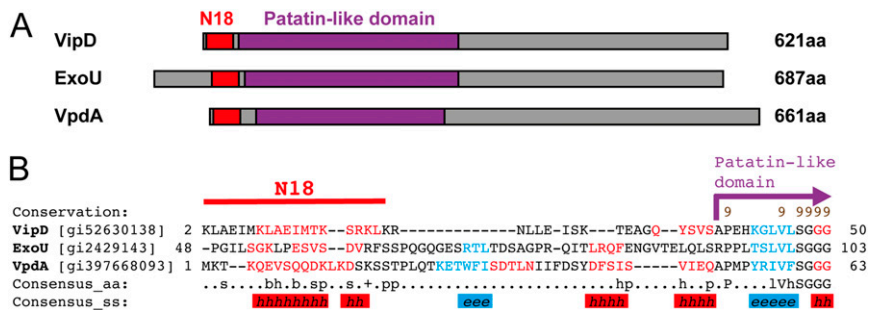 A
N18 Patatin-like domain
VipD 621aa
ExoU 687aa
VpdA 661aa
B
Patatin-like
domain
N18
Conservation: 9 9 9999
VipD [gi52630138] 2 KLAEIMKLAEIMTK--SRKLKR------------NLLE-ISK--TEAGQ---YSVSAPEHKGLVLSGGG 50
ExoU [gi2429143] 48 -PGILSGKLPESVS--DVRFSSPQGQGESRTLTDSAGPR-QITLRQFENGVTELQLSRPPLTSLVLSGGG 103
VpdA [gi397668093] 1 MKT--KQEVSQQDKLKDSKSSTPLQTKETWFISDTLNIIFDSYDFSIS-----VIEQAPMPYRIVFSGGG 63
Consensus_aa: ..s....bh.b.sp..s.+.pp......................hp......h.p.P...lVhSGGG
Consensus_ss: hhhhhhhh hh eee hhhh hhhh eeeee hh